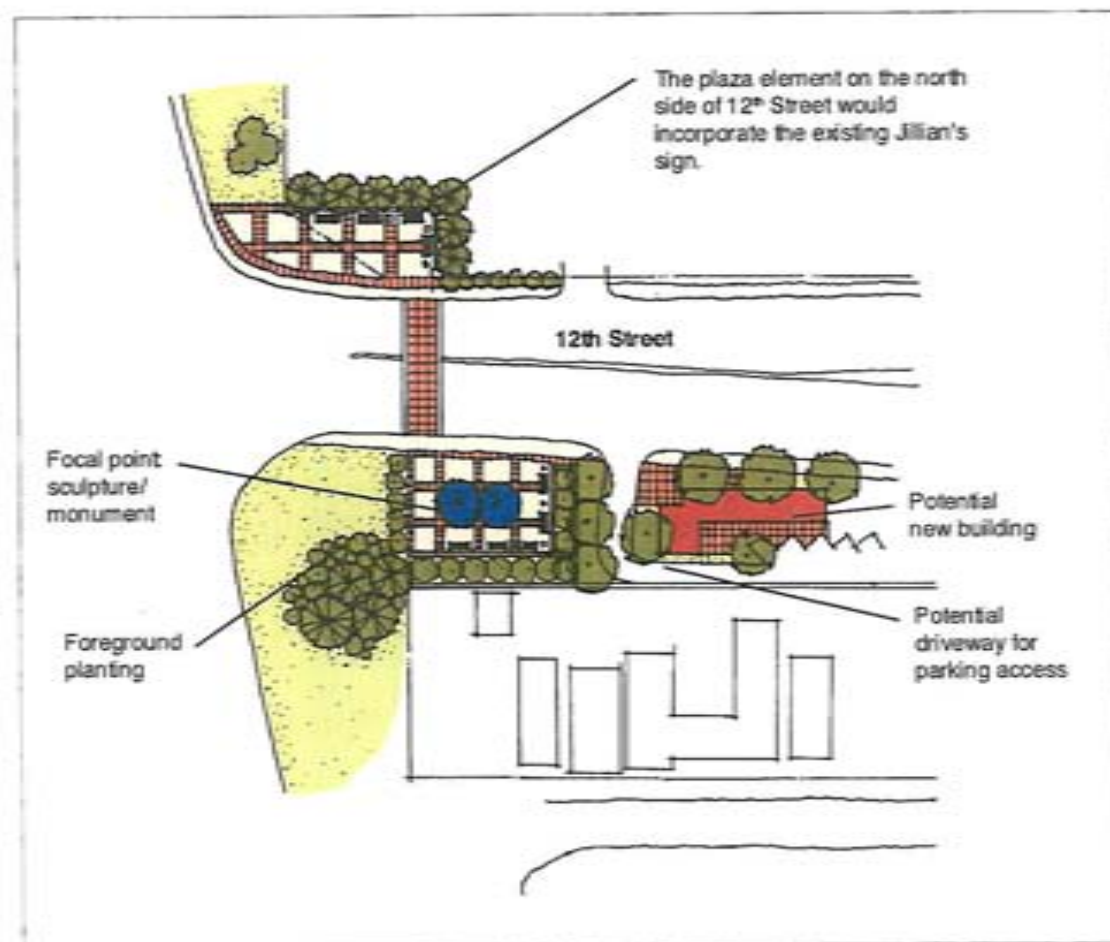 The plaza element on the north
side of 12th Street would
incorporate the existing Jillian's
sign.
12th Street
Focal point:
sculpture/
monument
Potential
new building
Foreground
planting
Potential
driveway for
parking access